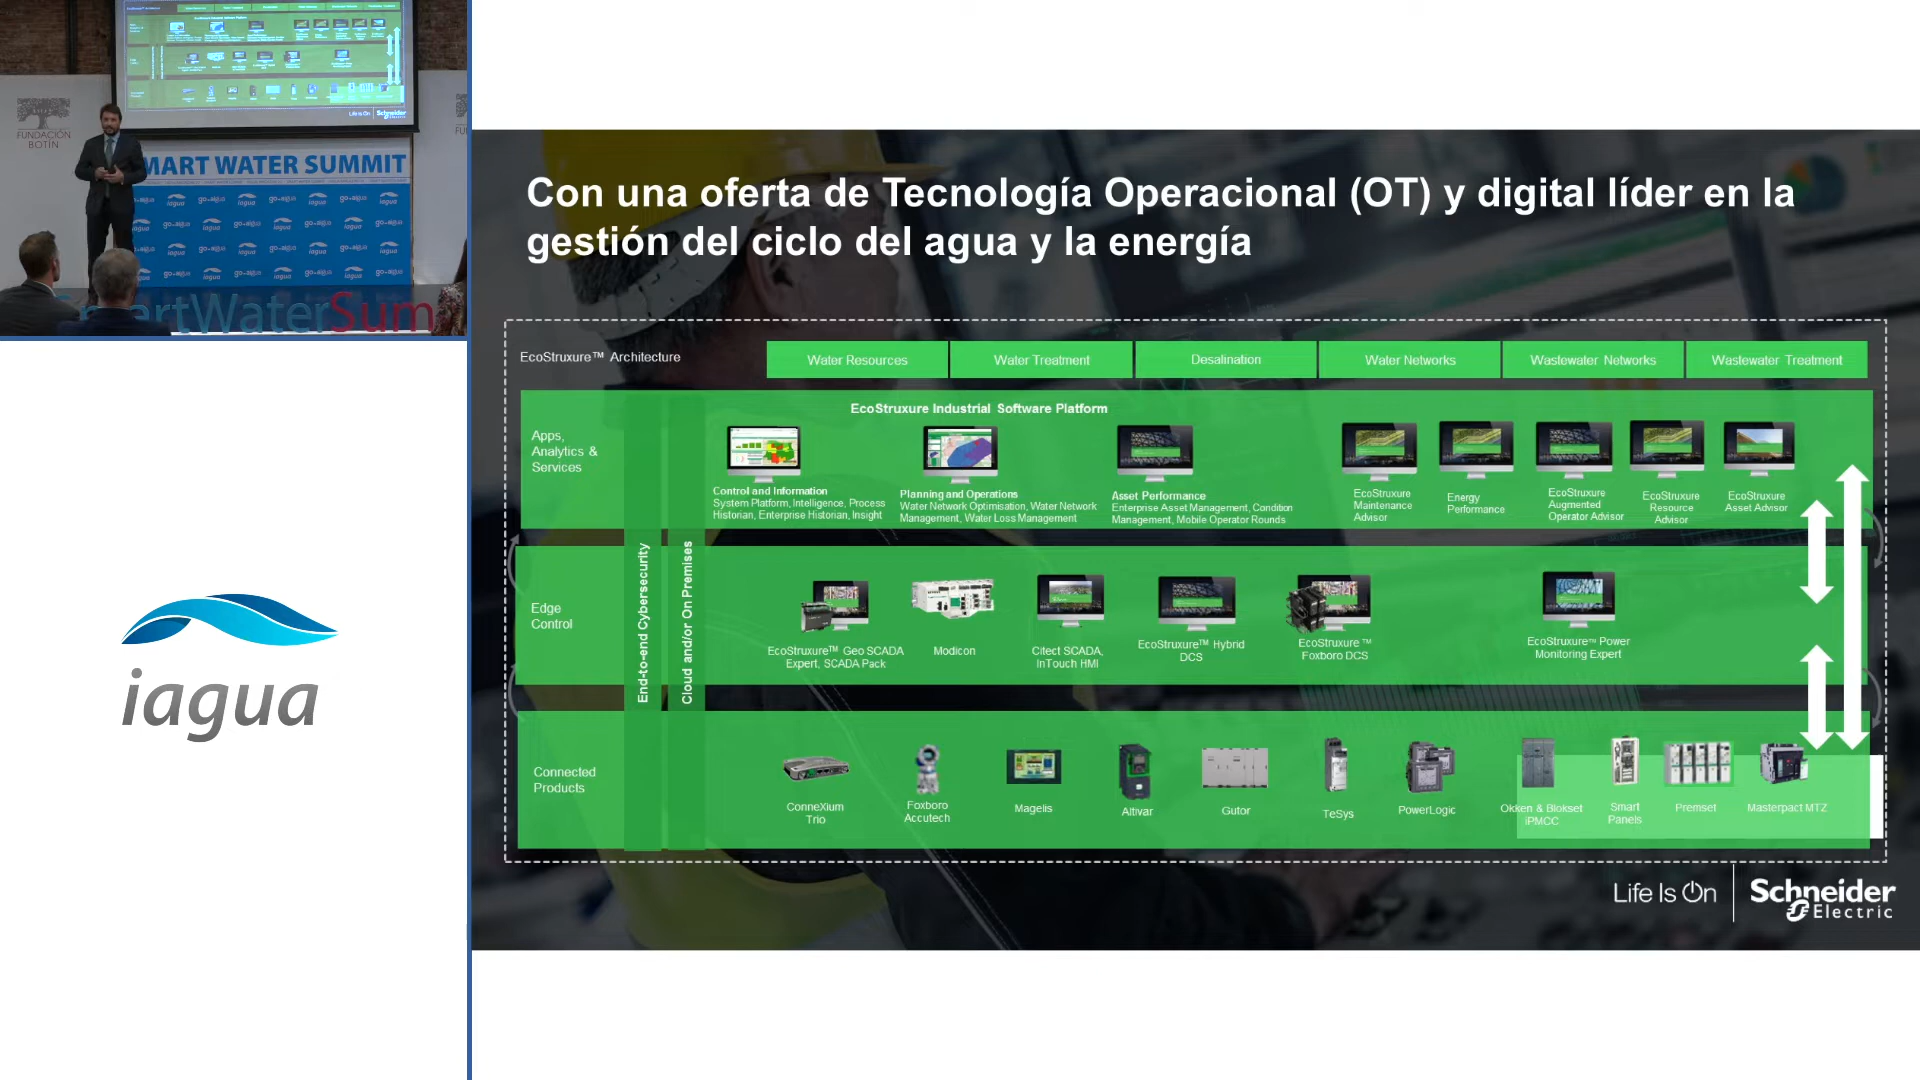 FUNDACIÓN
BOTÍN
MART WATER SUMMIT
go·aigua
iagua
martWaterSum
iagua
Con una oferta de Tecnología Operacional (OT) y digital líder en la
gestión del ciclo del agua y la energía
EcoStruxure™ Architecture
Water Resources
Water Treatment
Desalination
Water Networks
Wastewater Networks
Wastewater Treatment
Apps,
Analytics &
Services
EcoStruxure Industrial Software Platform
Control and Information
System Platform, Intelligence, Process
Historian, Enterprise Historian, Insight
Planning and Operations
Water Network Optimisation, Water Network
Management, Water Loss Management
Asset Performance
Enterprise Asset Management, Condition
Management, Mobile Operator Rounds
EcoStruxure
Maintenance
Advisor
Energy
Performance
EcoStruxure
Augmented
Operator Advisor
EcoStruxure
Resource
Advisor
EcoStruxure
Asset Advisor
End-to-end Cybersecurity
Cloud and/or On Premises
Edge
Control
EcoStruxure™ Geo SCADA
Expert, SCADA Pack
Modicon
Citect SCADA,
InTouch HMI
EcoStruxure™ Hybrid
DCS
EcoStruxure ™
Foxboro DCS
EcoStruxure™ Power
Monitoring Expert
Connected
Products
ConneXium
Trio
Foxboro
Accutech
Magelis
Altivar
Gutor
TeSys
PowerLogic
Okken & Blokset
iPMCC
Smart
Panels
Premset
Masterpact MTZ
Life Is On
Schneider
Electric